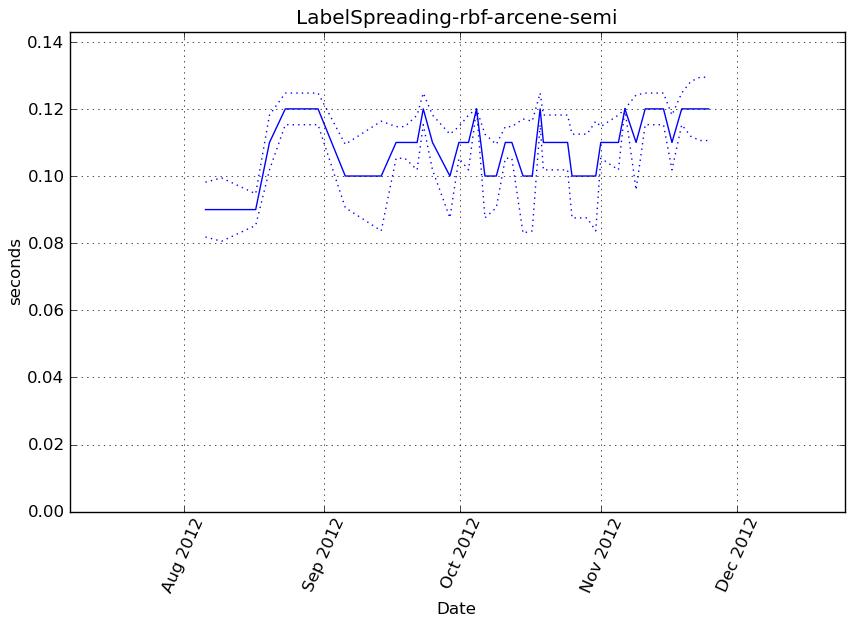 LabelSpreading-rbf-arcene-semi
0.14
0.12
0.10
0.08
0.06
0.04
0.02
0.00
seconds
Aug 2012
Sep 2012
Oct 2012
Nov 2012
Dec 2012
Date